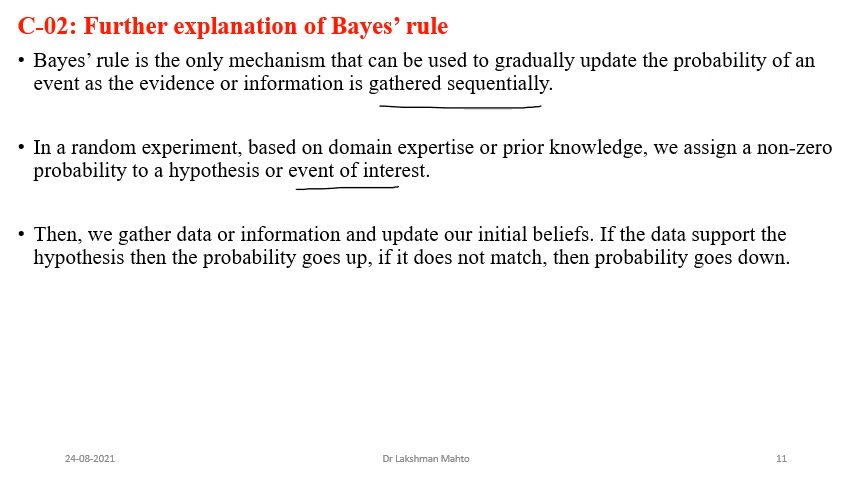 C-02: Further explanation of Bayes’ rule
• Bayes’ rule is the only mechanism that can be used to gradually update the probability of an
event as the evidence or information is gathered sequentially.
• In a random experiment, based on domain expertise or prior knowledge, we assign a non-zero
probability to a hypothesis or event of interest.
• Then, we gather data or information and update our initial beliefs. If the data support the
hypothesis then the probability goes up, if it does not match, then probability goes down.
24-08-2021 Dr Lakshman Mahto 11